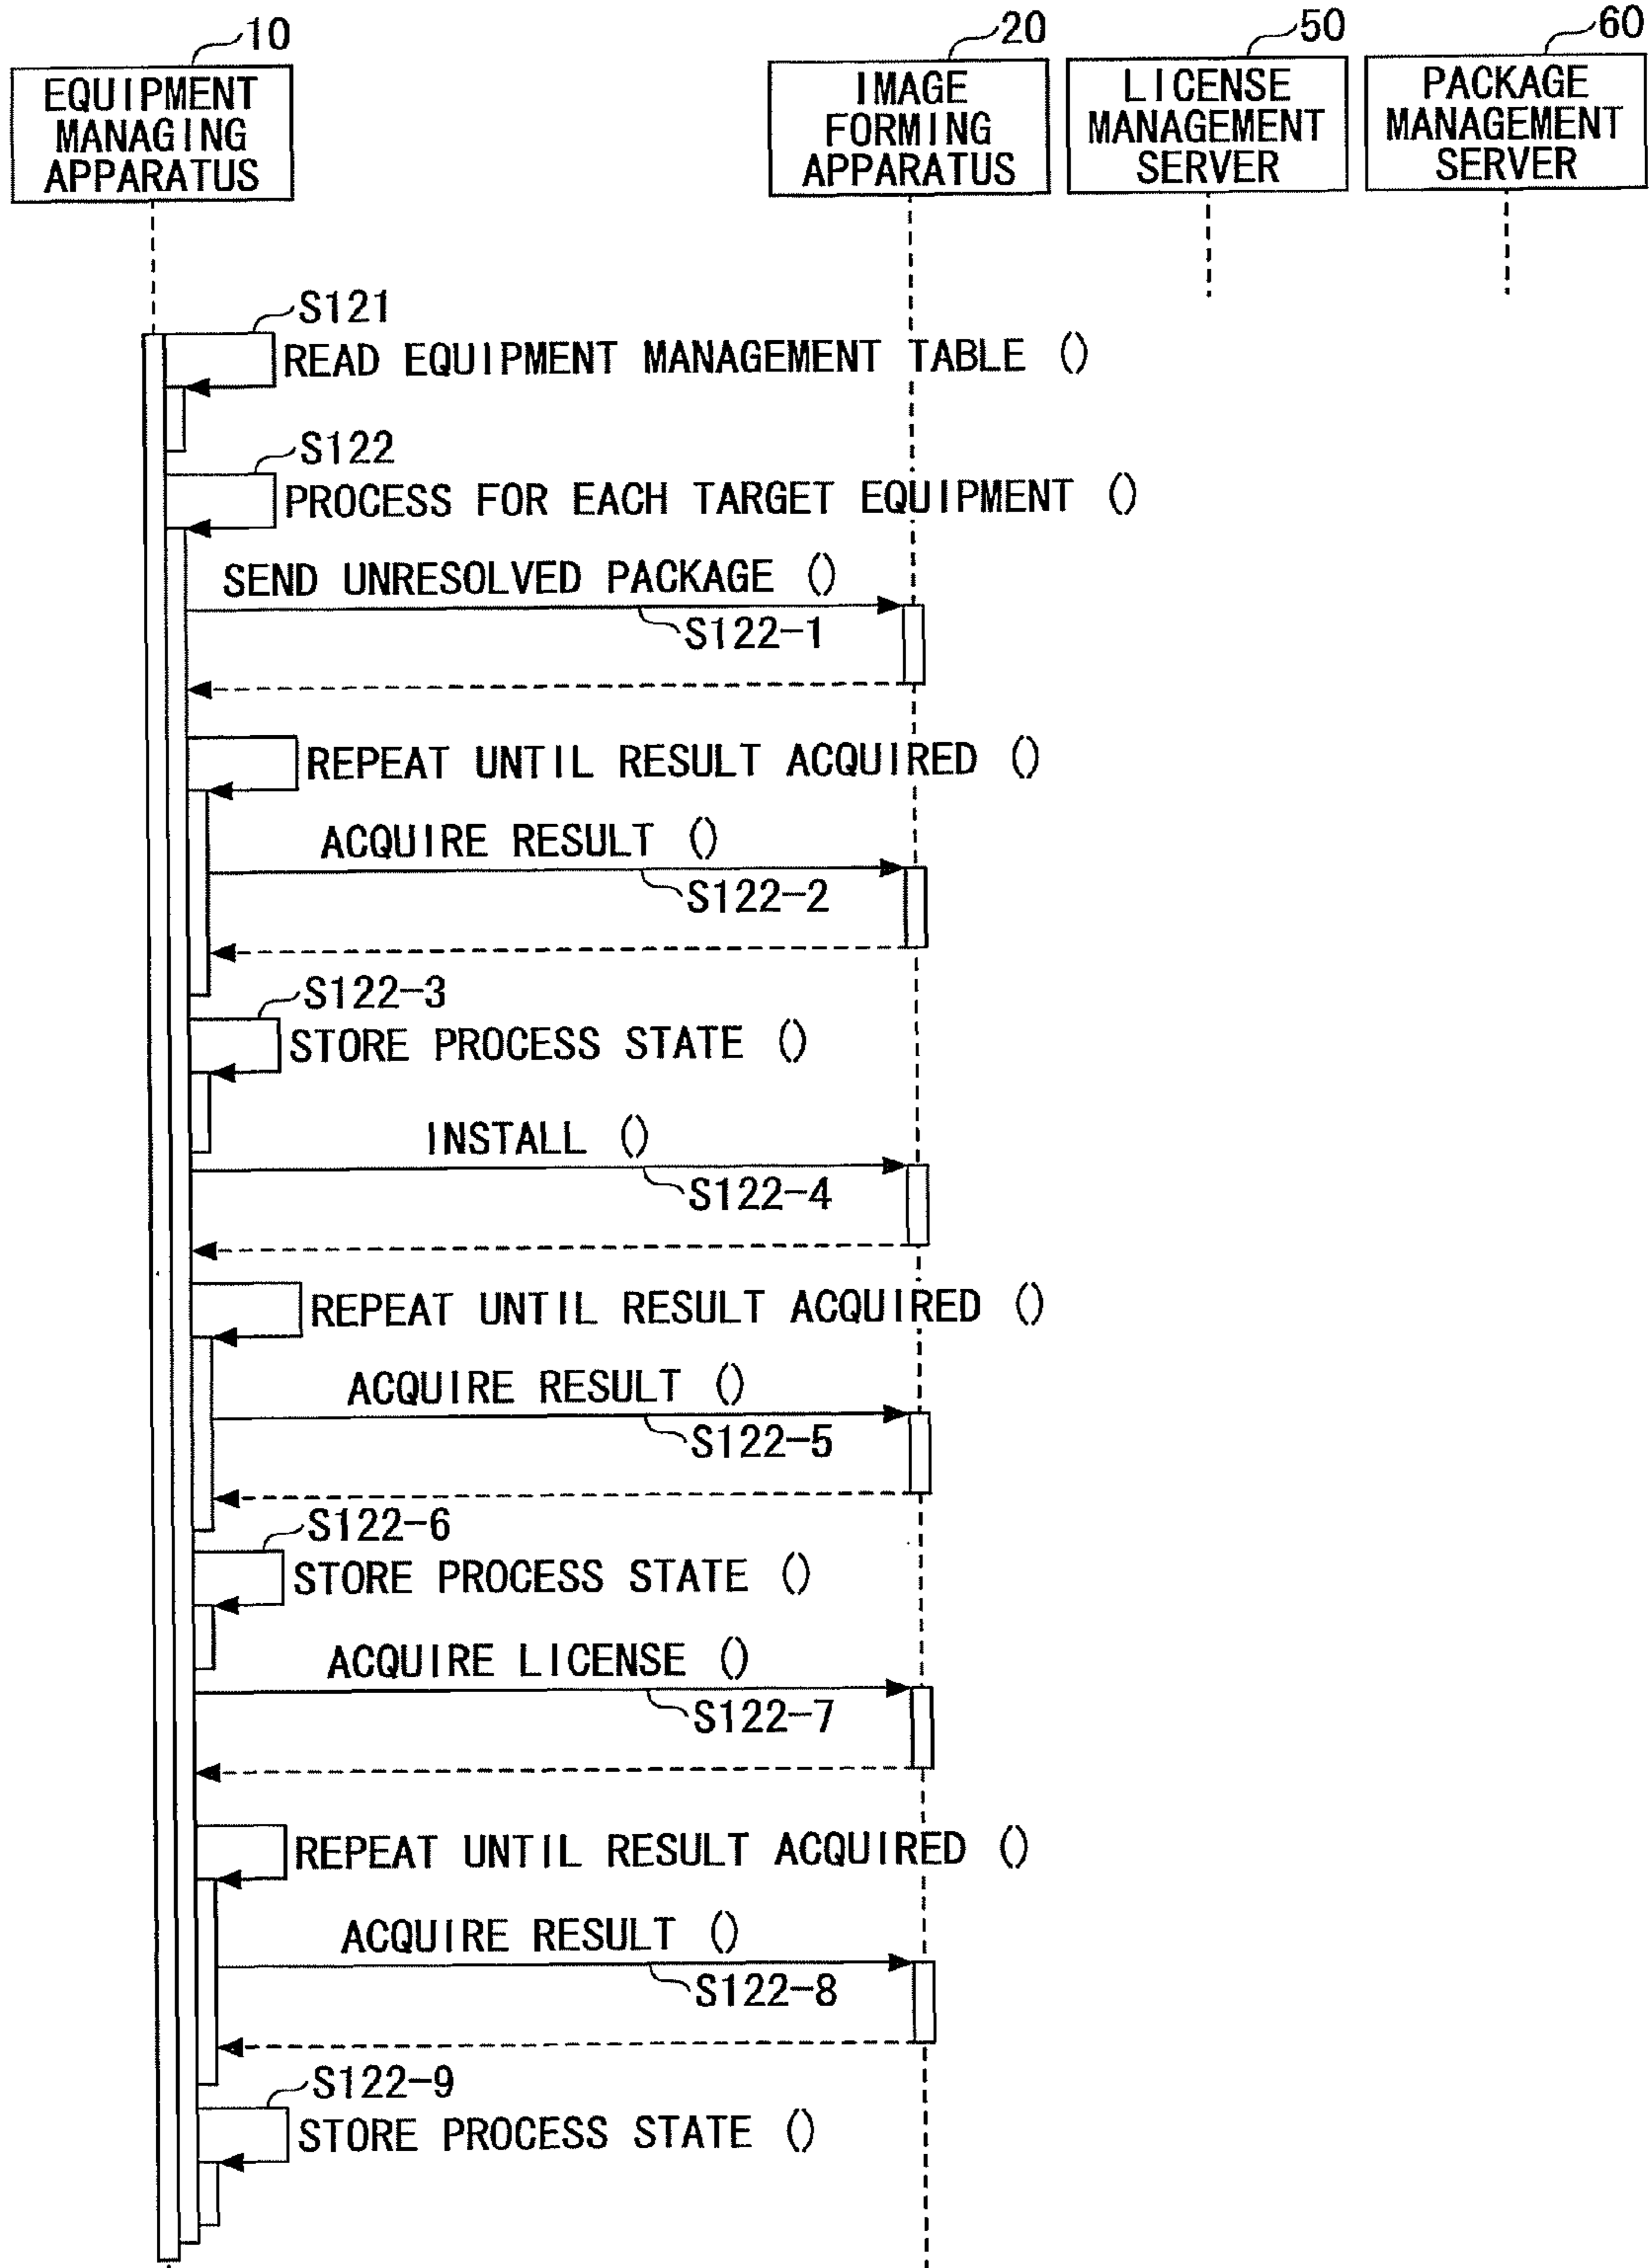 10
EQUIPMENT
MANAGING
APPARATUS
20
IMAGE
FORMING
APPARATUS
50
LICENSE
MANAGEMENT
SERVER
60
PACKAGE
MANAGEMENT
SERVER
S121
READ EQUIPMENT MANAGEMENT TABLE ()
S122
PROCESS FOR EACH TARGET EQUIPMENT ()
SEND UNRESOLVED PACKAGE ()
S122-1
REPEAT UNTIL RESULT ACQUIRED ()
ACQUIRE RESULT ()
S122-2
S122-3
STORE PROCESS STATE ()
INSTALL ()
S122-4
REPEAT UNTIL RESULT ACQUIRED ()
ACQUIRE RESULT ()
S122-5
S122-6
STORE PROCESS STATE ()
ACQUIRE LICENSE ()
S122-7
REPEAT UNTIL RESULT ACQUIRED ()
ACQUIRE RESULT ()
S122-8
S122-9
STORE PROCESS STATE ()